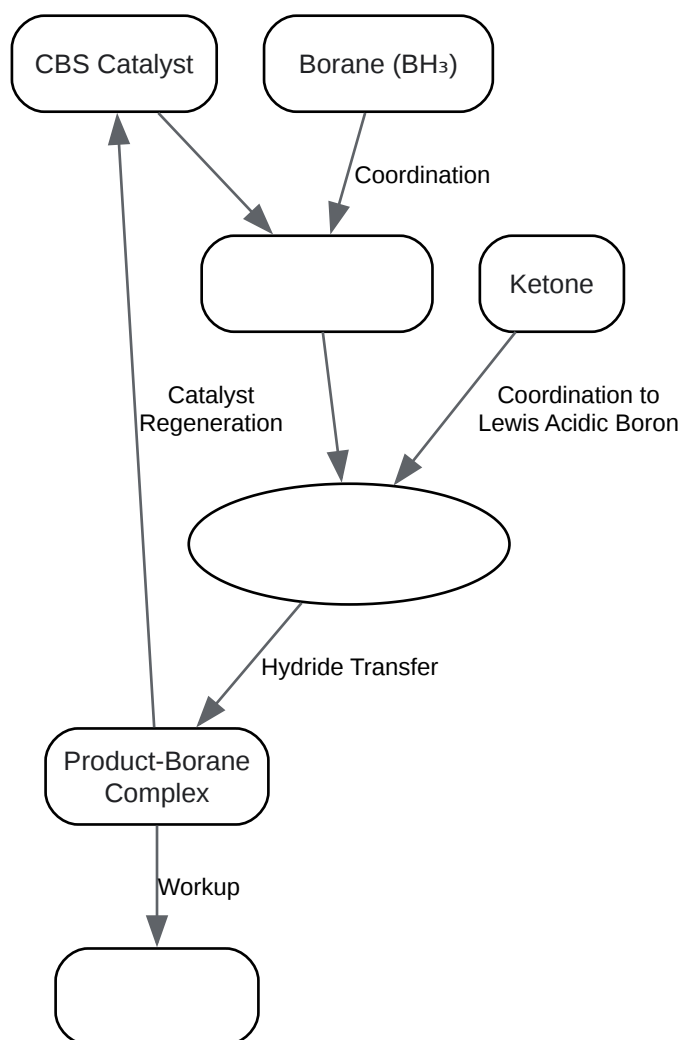 CBS Catalyst
Borane (BH₃)
Coordination
Ketone
Catalyst
Regeneration
Coordination to
Lewis Acidic Boron
Hydride Transfer
Product-Borane
Complex
Workup